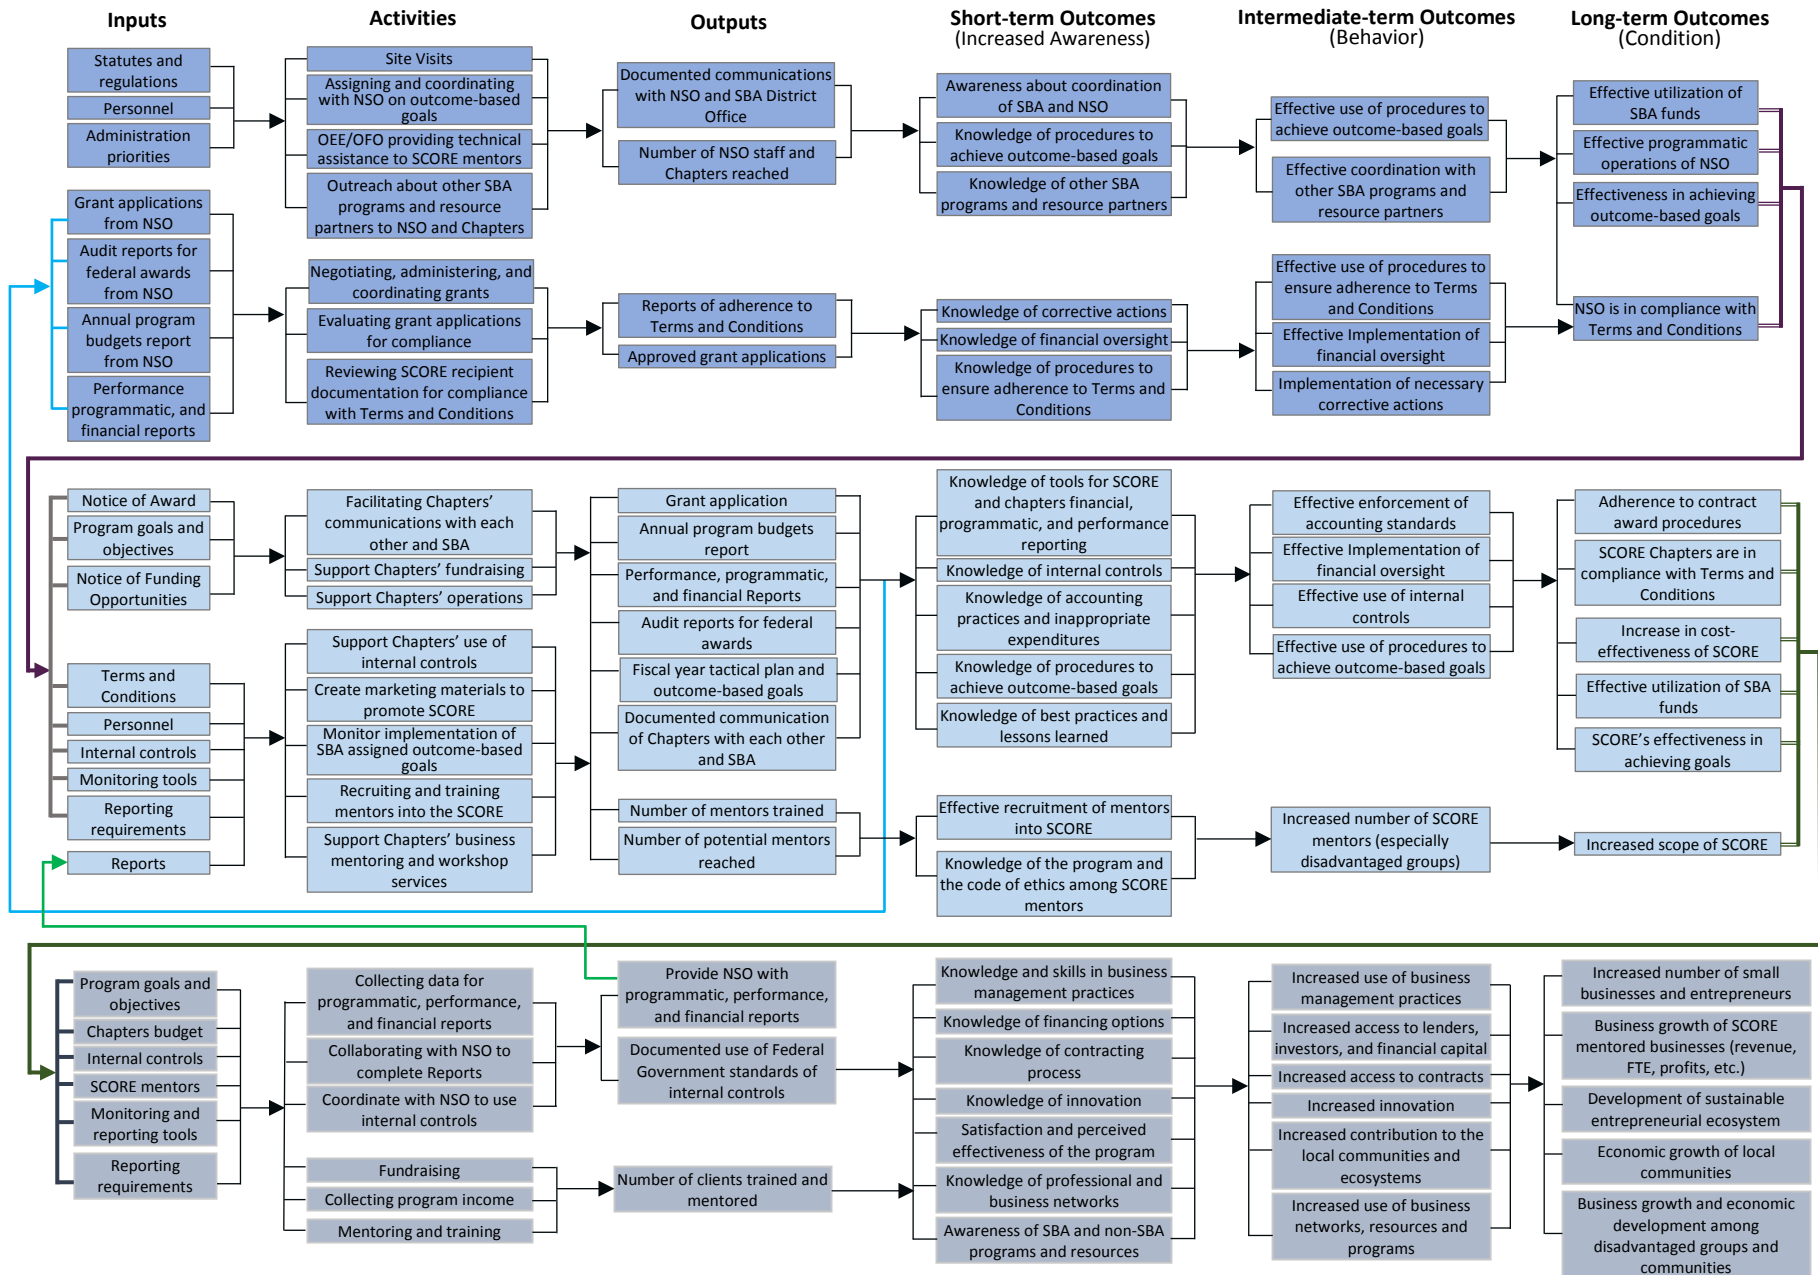 Inputs
Activities
Outputs
Short-term Outcomes
(Increased Awareness)
Intermediate-term Outcomes
(Behavior)
Long-term Outcomes
(Condition)
Statutes and
regulations
Personnel
Administration
priorities
Grant applications
from NSO
Audit reports for
federal awards
from NSO
Annual program
budgets report
from NSO
Performance
programmatic, and
financial reports
Site Visits
Assigning and coordinating
with NSO on outcome-based
goals
OEE/OFO providing technical
assistance to SCORE mentors
Outreach about other SBA
programs and resource
partners to NSO and Chapters
Negotiating, administering, and
coordinating grants
Evaluating grant applications
for compliance
Reviewing SCORE recipient
documentation for compliance
with Terms and Conditions
Documented communications
with NSO and SBA District
Office
Number of NSO staff and
Chapters reached
Reports of adherence to
Terms and Conditions
Approved grant applications
Awareness about coordination
of SBA and NSO
Knowledge of procedures to
achieve outcome-based goals
Knowledge of other SBA
programs and resource partners
Knowledge of corrective actions
Knowledge of financial oversight
Knowledge of procedures to
ensure adherence to Terms and
Conditions
Effective use of procedures to
achieve outcome-based goals
Effective coordination with
other SBA programs and
resource partners
Effective use of procedures to
ensure adherence to Terms
and Conditions
Effective Implementation of
financial oversight
Implementation of necessary
corrective actions
Effective utilization of
SBA funds
Effective programmatic
operations of NSO
Effectiveness in achieving
outcome-based goals
NSO is in compliance with
Terms and Conditions
Notice of Award
Program goals and
objectives
Notice of Funding
Opportunities
Terms and
Conditions
Personnel
Internal controls
Monitoring tools
Reporting
requirements
Reports
Facilitating Chapters'
communications with each
other and SBA
Support Chapters' fundraising
Support Chapters' operations
Support Chapters' use of
internal controls
Create marketing materials to
promote SCORE
Monitor implementation of
SBA assigned outcome-based
goals
Recruiting and training
mentors into the SCORE
Support Chapters' business
mentoring and workshop
services
Grant application
Annual program budgets
report
Performance, programmatic,
and financial Reports
Audit reports for federal
awards
Fiscal year tactical plan and
outcome-based goals
Documented communication
of Chapters with each other
and SBA
Number of mentors trained
Number of potential mentors
reached
Knowledge of tools for SCORE
and chapters financial,
programmatic, and performance
reporting
Knowledge of internal controls
Knowledge of accounting
practices and inappropriate
expenditures
Knowledge of procedures to
achieve outcome-based goals
Knowledge of best practices and
lessons learned
Effective recruitment of mentors
into SCORE
Knowledge of the program and
the code of ethics among SCORE
mentors
Effective enforcement of
accounting standards
Effective Implementation of
financial oversight
Effective use of internal
controls
Effective use of procedures to
achieve outcome-based goals
Increased number of SCORE
mentors (especially
disadvantaged groups)
Adherence to contract
award procedures
SCORE Chapters are in
compliance with Terms and
Conditions
Increase in cost-
effectiveness of SCORE
Effective utilization of SBA
funds
SCORE's effectiveness in
achieving goals
Increased scope of SCORE
Program goals and
objectives
Chapters budget
Internal controls
SCORE mentors
Monitoring and
reporting tools
Reporting
requirements
Collecting data for
programmatic, performance,
and financial reports
Collaborating with NSO to
complete Reports
Coordinate with NSO to use
internal controls
Fundraising
Collecting program income
Mentoring and training
Provide NSO with
programmatic, performance,
and financial reports
Documented use of Federal
Government standards of
internal controls
Number of clients trained and
mentored
Knowledge and skills in business
management practices
Knowledge of financing options
Knowledge of contracting
process
Knowledge of innovation
Satisfaction and perceived
effectiveness of the program
Knowledge of professional and
business networks
Awareness of SBA and non-SBA
programs and resources
Increased use of business
management practices
Increased access to lenders,
investors, and financial capital
Increased access to contracts
Increased innovation
Increased contribution to the
local communities and
ecosystems
Increased use of business
networks, resources and
programs
Increased number of small
businesses and entrepreneurs
Business growth of SCORE
mentored businesses (revenue,
FTE, profits, etc.)
Development of sustainable
entrepreneurial ecosystem
Economic growth of local
communities
Business growth and economic
development among
disadvantaged groups and
communities